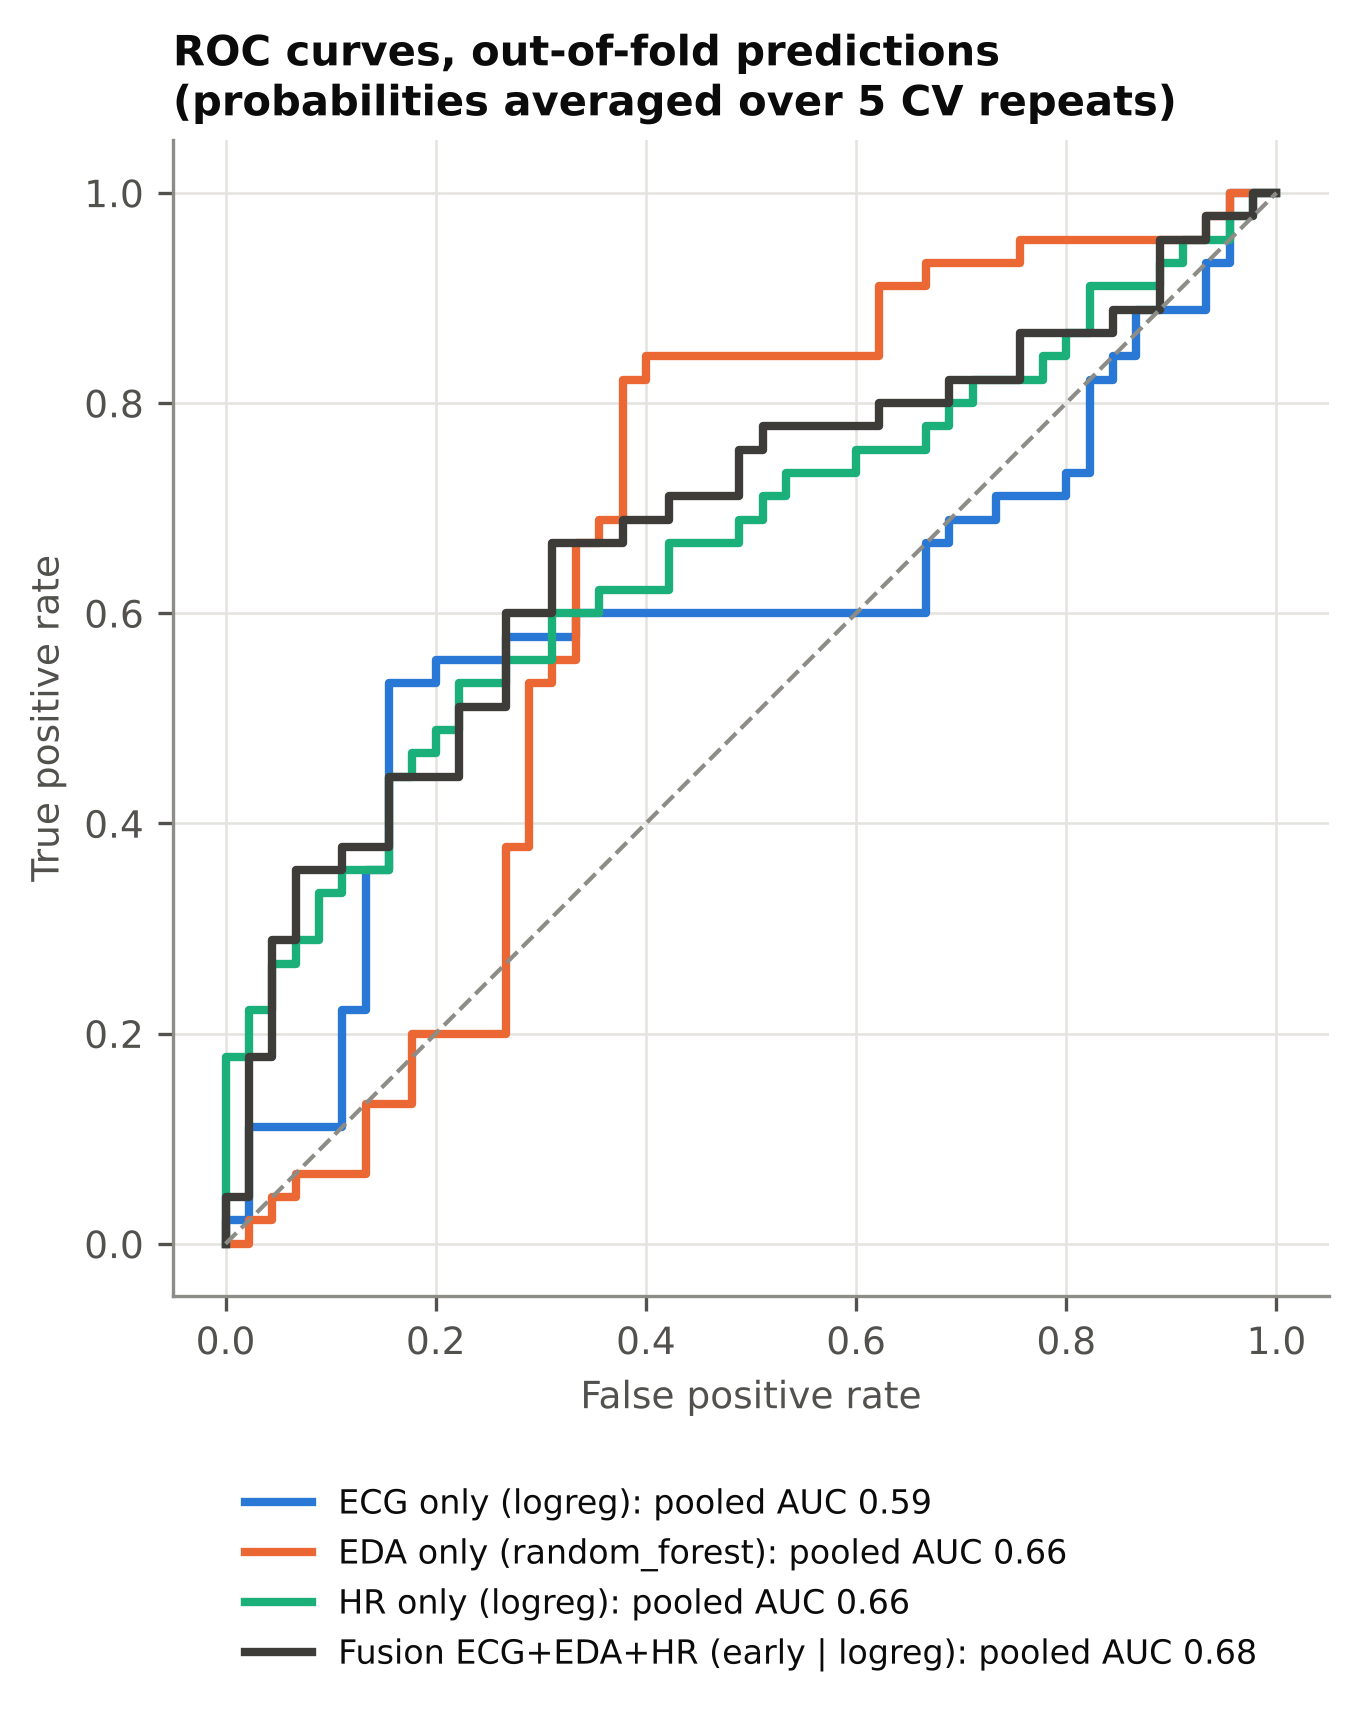 ROC curves, out-of-fold predictions
(probabilities averaged over 5 CV repeats)
True positive rate
1.0
0.8
0.6
0.4
0.2
0.0
0.0 0.2 0.4 0.6 0.8 1.0
False positive rate
ECG only (logreg): pooled AUC 0.59
EDA only (random_forest): pooled AUC 0.66
HR only (logreg): pooled AUC 0.66
Fusion ECG+EDA+HR (early | logreg): pooled AUC 0.68